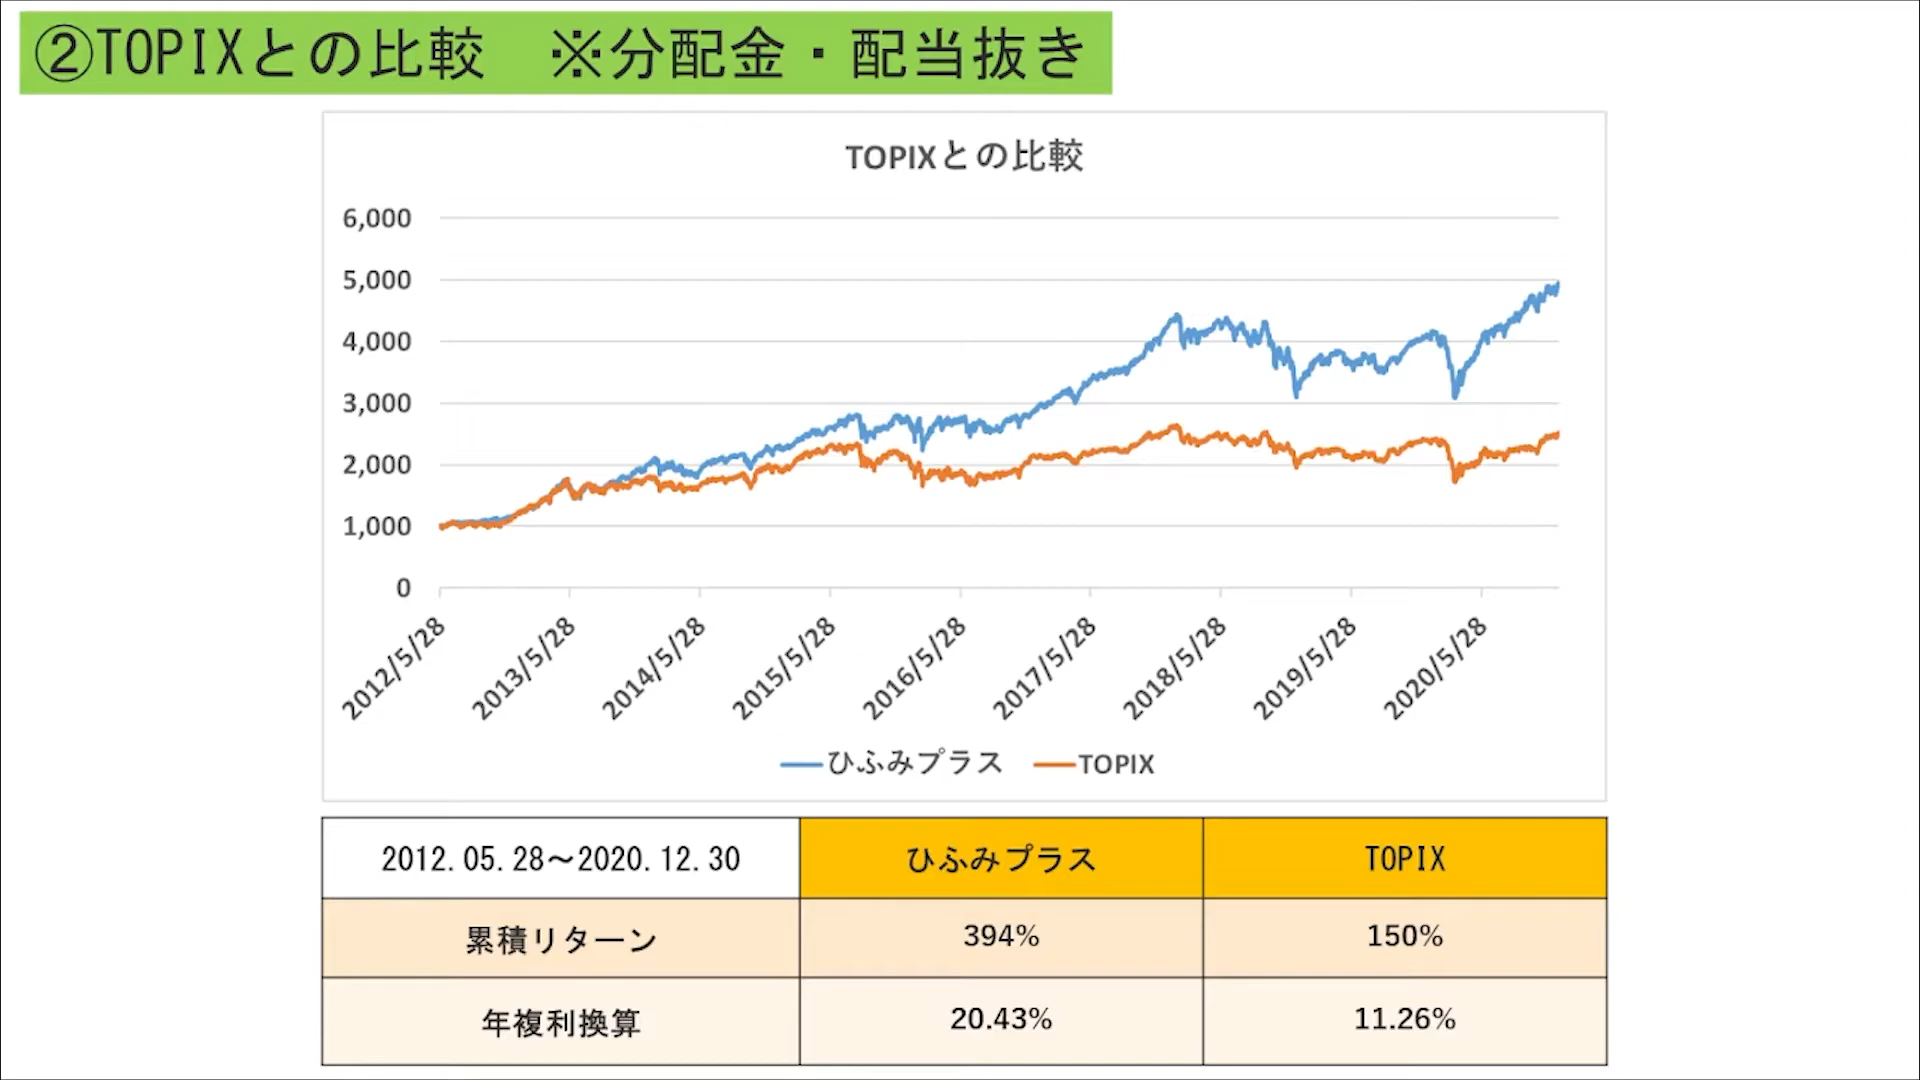 ②TOPIXとの比較　※分配金・配当抜き
TOPIXとの比較
6,000
5,000
4,000
3,000
2,000
1,000
0
2012/5/28
2013/5/28
2014/5/28
2015/5/28
2016/5/28
2017/5/28
2018/5/28
2019/5/28
2020/5/28
ひふみプラス
TOPIX
2012.05.28～2020.12.30 ひふみプラス TOPIX
累積リターン 394% 150%
年複利換算 20.43% 11.26%